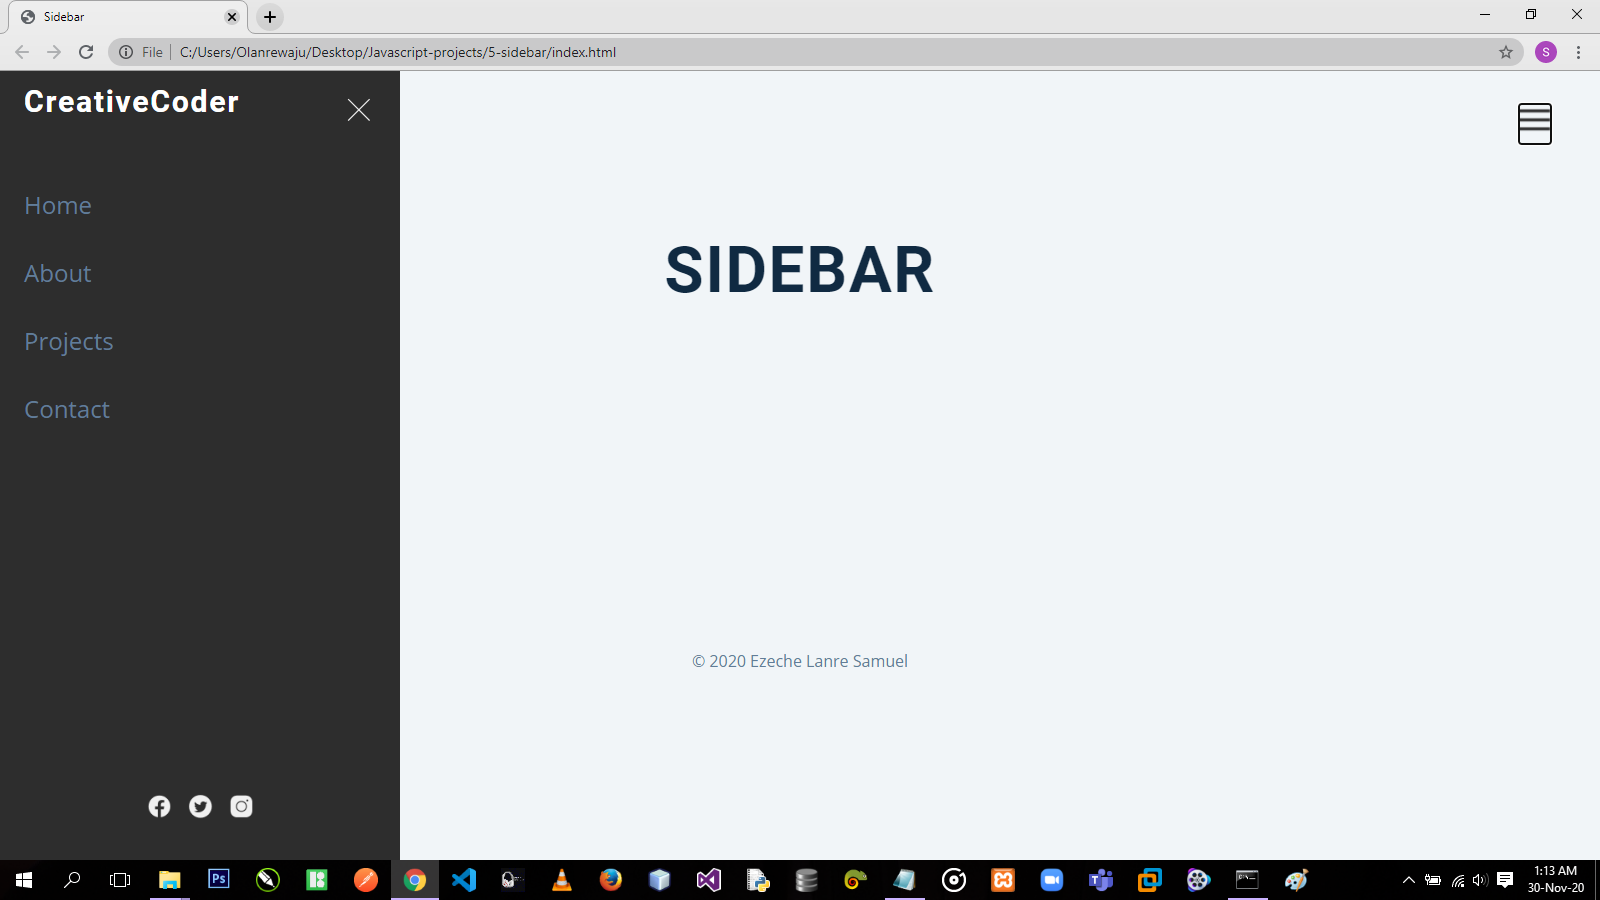 Sidebar
File
C:/Users/Olanrewaju/Desktop/Javascript-projects/5-sidebar/index.html
S
CreativeCoder
Home
About
Projects
Contact
SIDEBAR
© 2020 Ezeche Lanre Samuel
Ps
1:13 AM
30-Nov-20